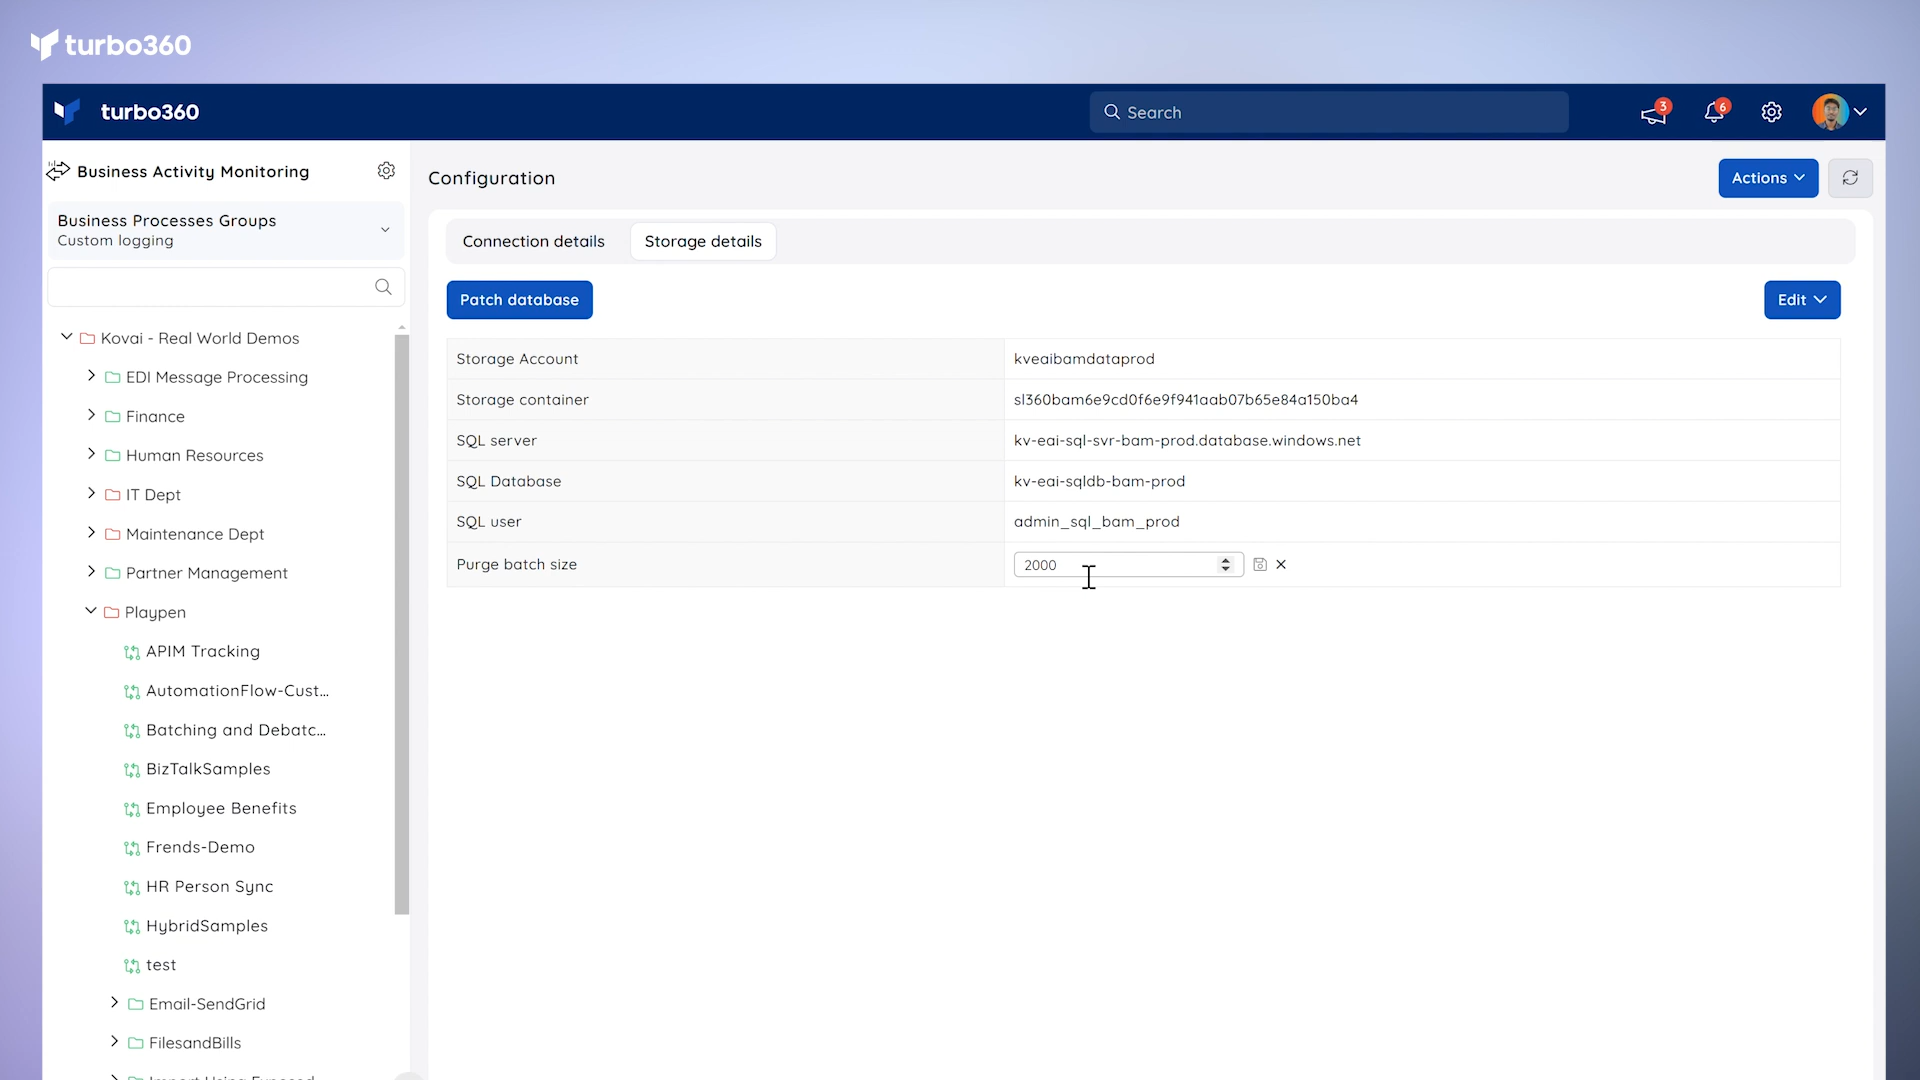 turbo360
turbo360
Search
3
6
Business Activity Monitoring
Business Processes Groups
Custom logging
Kovai - Real World Demos
EDI Message Processing
Finance
Human Resources
IT Dept
Maintenance Dept
Partner Management
Playpen
APIM Tracking
AutomationFlow-Cust...
Batching and Debatc...
BizTalkSamples
Employee Benefits
Frends-Demo
HR Person Sync
HybridSamples
test
Email-SendGrid
FilesandBills
Configuration
Actions
Connection details
Storage details
Patch database
Edit
Storage Account
kveaibamdataprod
Storage container
sl360bam6e9cd0f6e9f941aab07b65e84a150ba4
SQL server
kv-eai-sql-svr-bam-prod.database.windows.net
SQL Database
kv-eai-sqldb-bam-prod
SQL user
admin_sql_bam_prod
Purge batch size
2000